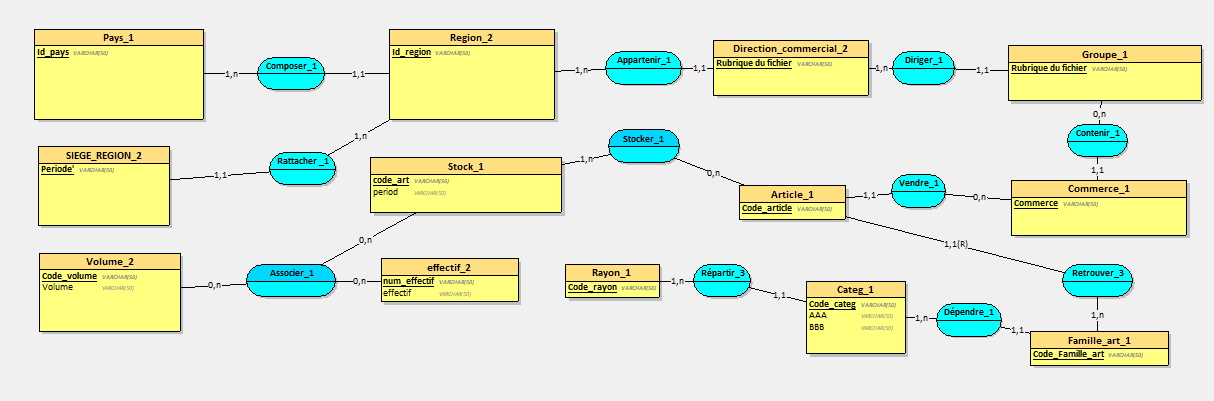 Pays_1
Id_pays VARCHAR(50)
1,n
Composer_1
1,1
Region_2
Id_region VARCHAR(50)
1,n
Appartenir_1
1,1
Direction_commercial_2
Rubrique du fichier VARCHAR(50)
1,n
Diriger_1
1,1
Groupe_1
Rubrique du fichier VARCHAR(50)
0,n
Contenir_1
1,1
1,n
Rattacher_1
1,1
SIEGE_REGION_2
Periode' VARCHAR(50)
Stock_1
code_art VARCHAR(50)
period VARCHAR(50)
1,n
Stocker_1
0,n
Article_1
Code_article VARCHAR(50)
1,1
Vendre_1
0,n
Commerce_1
Commerce VARCHAR(50)
0,n
1,1(R)
Volume_2
Code_volume VARCHAR(50)
Volume VARCHAR(50)
0,n
Associer_1
0,n
effectif_2
num_effectif VARCHAR(50)
effectif VARCHAR(50)
Rayon_1
Code_rayon VARCHAR(50)
1,n
Répartir_3
1,1
Categ_1
Code_categ VARCHAR(50)
AAA VARCHAR(50)
BBB VARCHAR(50)
1,n
Dépendre_1
1,1
Retrouver_3
1,n
Famille_art_1
Code_Famille_art VARCHAR(50)